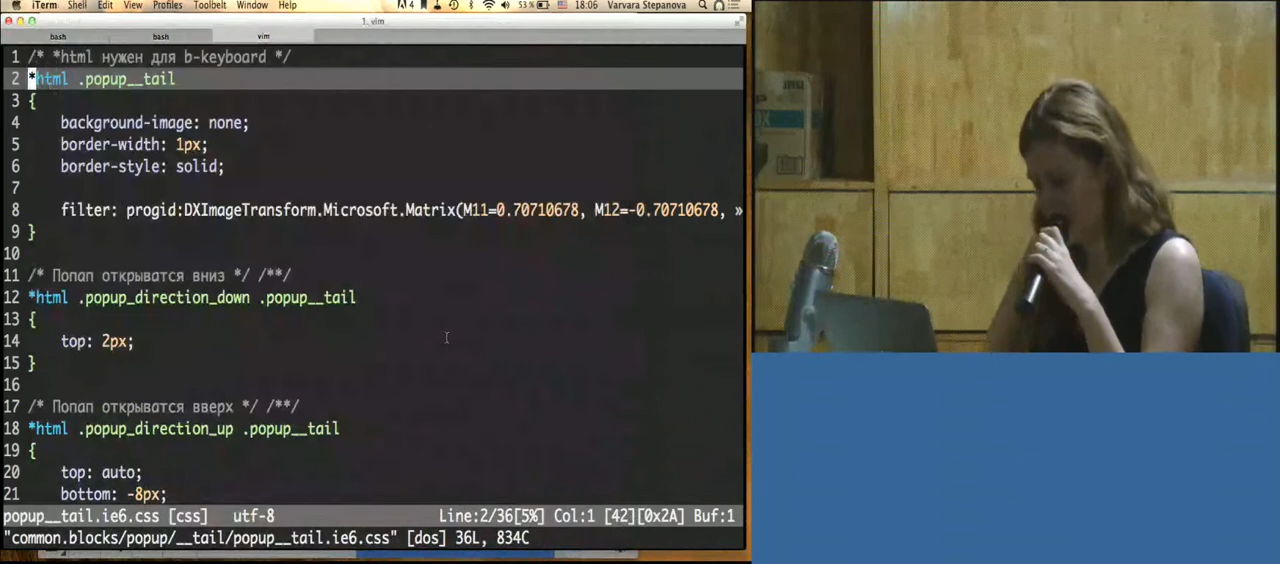 iTerm Shell Edit View Profiles Toolbelt Window Help 4 53% 18:06 Varvara Stepanova
1. vim
bash bash vim
1 /* *html нужен для b-keyboard */
2 *html .popup__tail
3 {
4 background-image: none;
5 border-width: 1px;
6 border-style: solid;
7
8 filter: progid:DXImageTransform.Microsoft.Matrix(M11=0.70710678, M12=-0.70710678, »
9 }
10
11 /* Попап открыватся вниз */ /**/
12 *html .popup_direction_down .popup__tail
13 {
14 top: 2px;
15 }
16
17 /* Попап открыватся вверх */ /**/
18 *html .popup_direction_up .popup__tail
19 {
20 top: auto;
21 bottom: -8px;
popup__tail.ie6.css [css] utf-8 Line:2/36[5%] Col:1 [42][0x2A] Buf:1
"common.blocks/popup/__tail/popup__tail.ie6.css" [dos] 36L, 834C